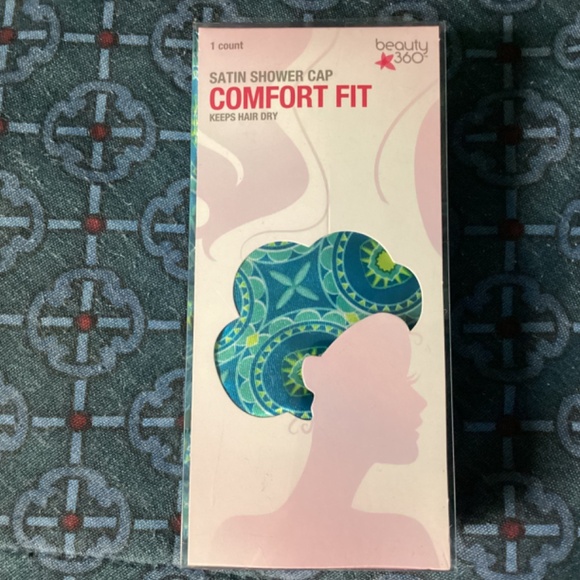 1 count
beauty
360°
SATIN SHOWER CAP
COMFORT FIT
KEEPS HAIR DRY